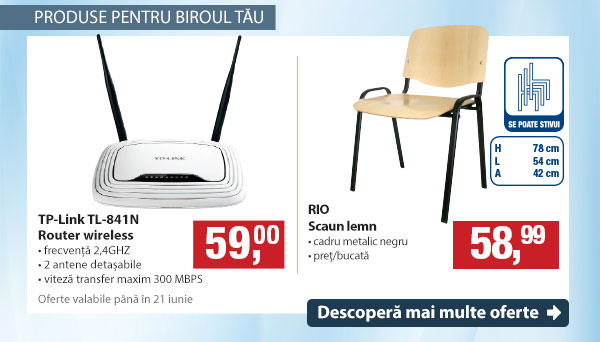 PRODUSE PENTRU BIROUL TĂU
TP-LINK
TP-Link TL-841N
Router wireless
• frecvență 2,4GHZ
• 2 antene detașabile
• viteză transfer maxim 300 MBPS
59,00
Oferte valabile până în 21 iunie
SE POATE STIVUI
H 78 cm
L 54 cm
A 42 cm
RIO
Scaun lemn
• cadru metalic negru
• preț/bucată
58,99
Descoperă mai multe oferte